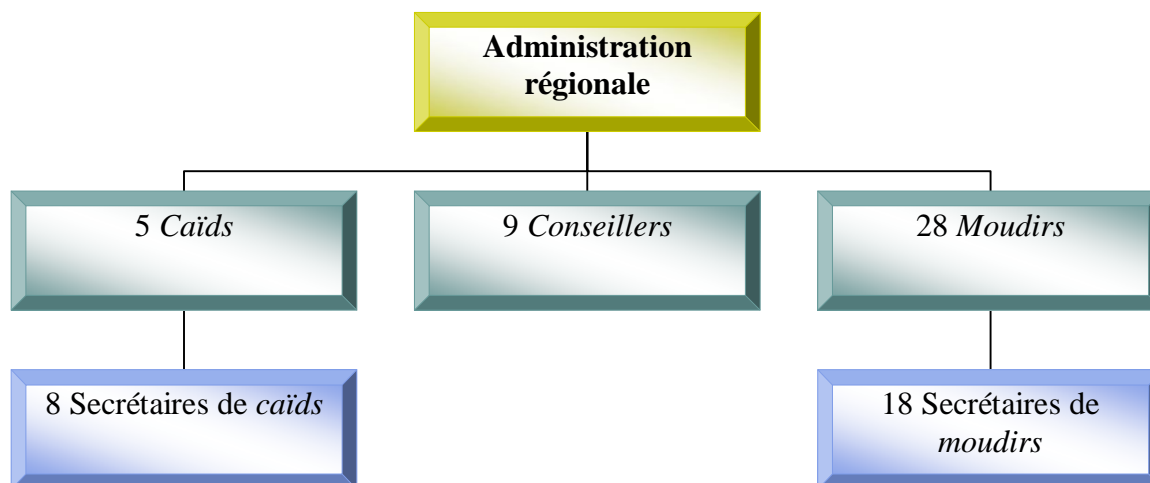 Administration
régionale
5 Caïds
9 Conseillers
28 Moudirs
8 Secrétaires de caïds
18 Secrétaires de
moudirs